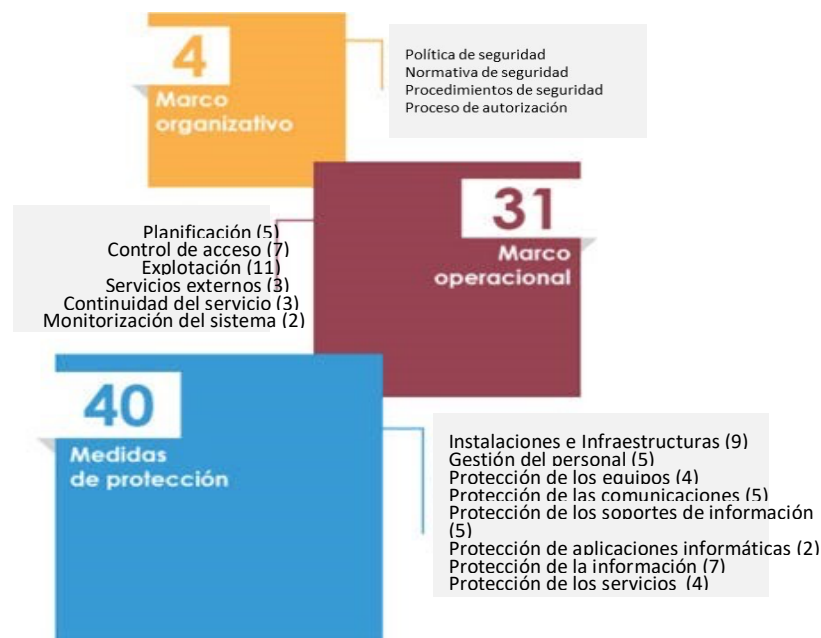 4
Marco
organizativo
Política de seguridad
Normativa de seguridad
Procedimientos de seguridad
Proceso de autorización
31
Marco
operacional
Planificación (5)
Control de acceso (7)
Explotación (11)
Servicios externos (3)
Continuidad del servicio (3)
Monitorización del sistema (2)
40
Medidas
de protección
Instalaciones e Infraestructuras (9)
Gestión del personal (5)
Protección de los equipos (4)
Protección de las comunicaciones (5)
Protección de los soportes de información
(5)
Protección de aplicaciones informáticas (2)
Protección de la información (7)
Protección de los servicios (4)